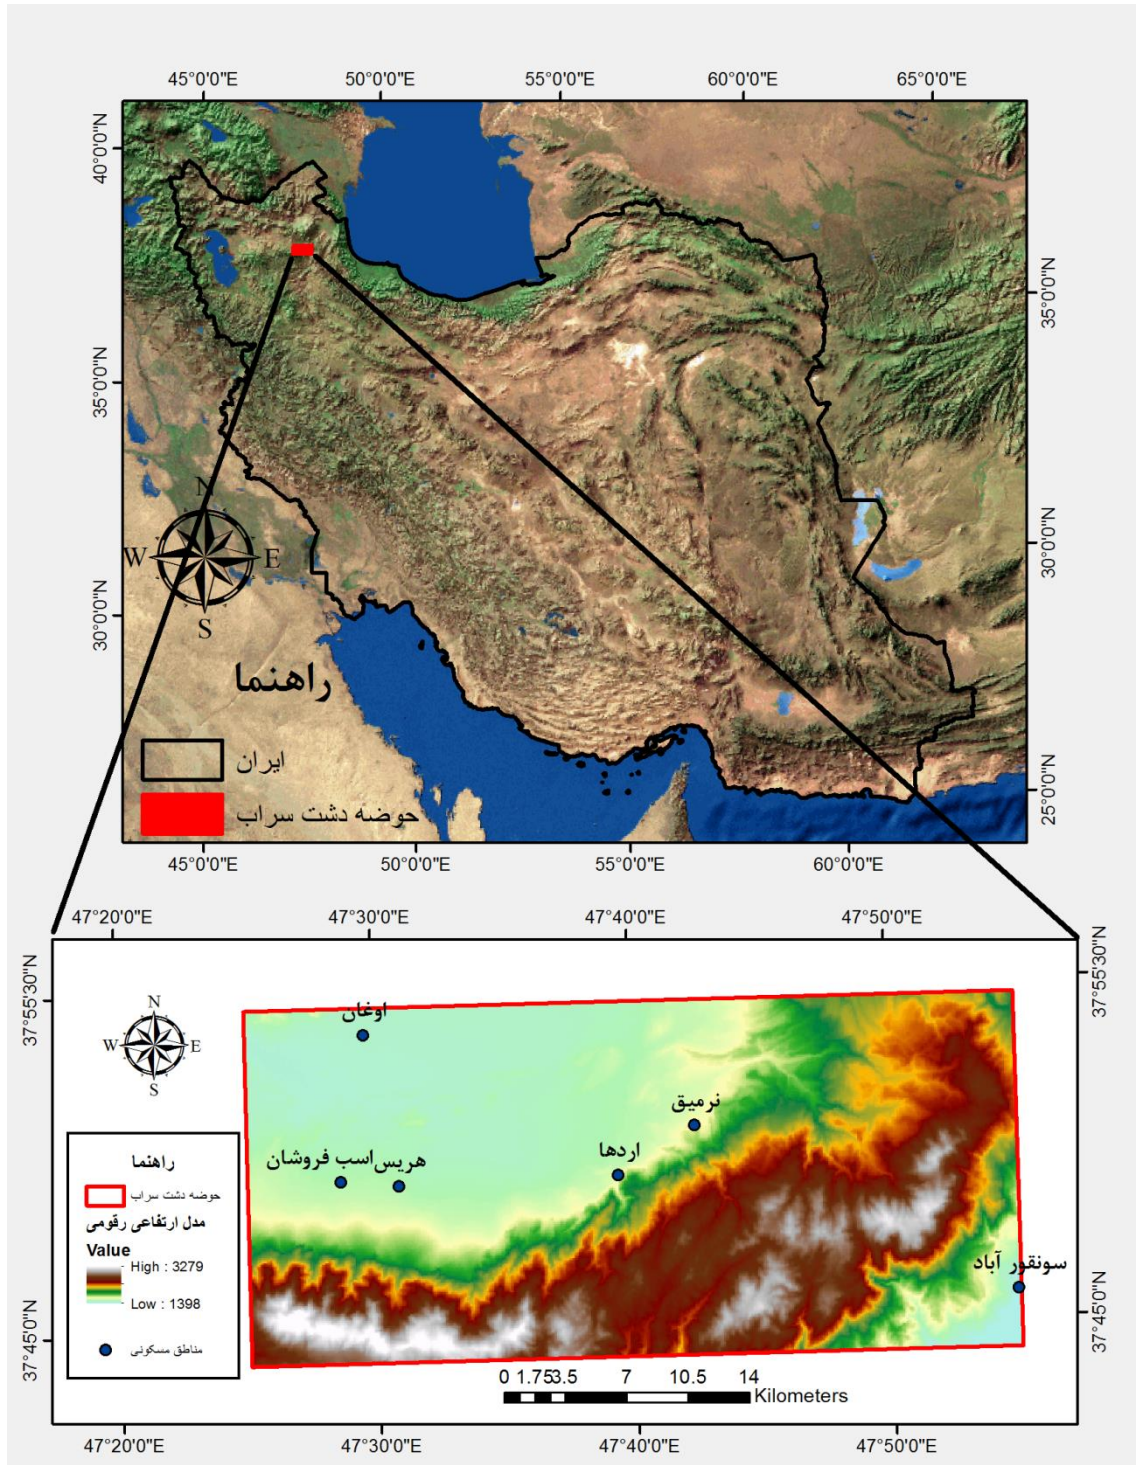 45°0'0"E 50°0'0"E 55°0'0"E 60°0'0"E 65°0'0"E
40°0'0"N
35°0'0"N
30°0'0"N
35°0'0"N
30°0'0"N
25°0'0"N
N
W E
S
راهنما
ایران
حوضه دشت سراب
45°0'0"E 50°0'0"E 55°0'0"E 60°0'0"E
47°20'0"E 47°30'0"E 47°40'0"E 47°50'0"E
37°55'30"N
37°45'0"N
37°55'30"N
37°45'0"N
N
W E
S
اوغان
نرمیق
اردها
هریس
اسب فروشان
سونقور آباد
راهنما
حوضه دشت سراب
مدل ارتفاعی رقومی
Value
High : 3279
Low : 1398
مناطق مسکونی
0 1.75 3.5 7 10.5 14
Kilometers
47°20'0"E 47°30'0"E 47°40'0"E 47°50'0"E